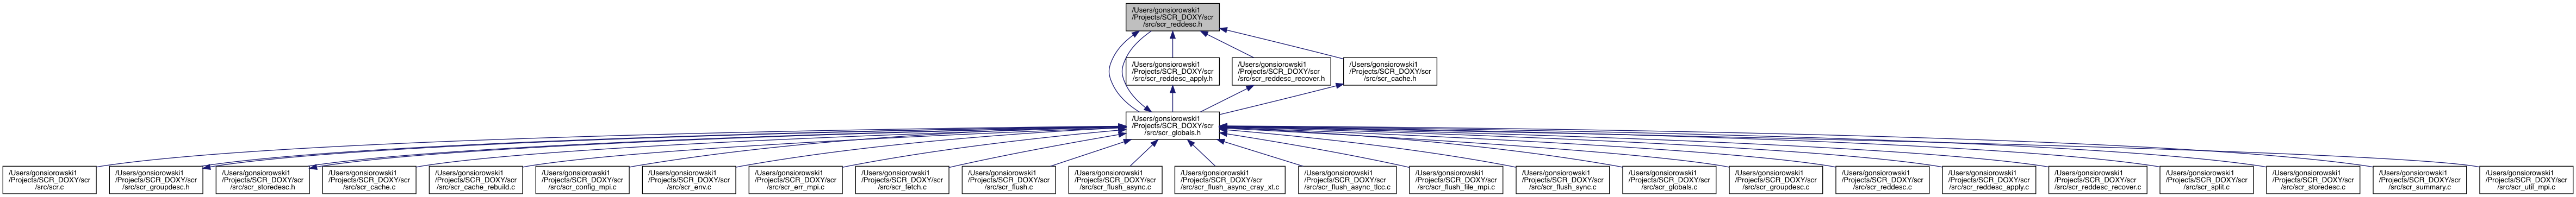 /Users/gonsiorowski1
/Projects/SCR_DOXY/scr
/src/scr_reddesc.h
/Users/gonsiorowski1
/Projects/SCR_DOXY/scr
/src/scr_reddesc_apply.h
/Users/gonsiorowski1
/Projects/SCR_DOXY/scr
/src/scr_reddesc_recover.h
/Users/gonsiorowski1
/Projects/SCR_DOXY/scr
/src/scr_cache.h
/Users/gonsiorowski1
/Projects/SCR_DOXY/scr
/src/scr_globals.h
/Users/gonsiorowski1
/Projects/SCR_DOXY/scr
/src/scr.c
/Users/gonsiorowski1
/Projects/SCR_DOXY/scr
/src/scr_groupdesc.h
/Users/gonsiorowski1
/Projects/SCR_DOXY/scr
/src/scr_storedesc.h
/Users/gonsiorowski1
/Projects/SCR_DOXY/scr
/src/scr_cache.c
/Users/gonsiorowski1
/Projects/SCR_DOXY/scr
/src/scr_cache_rebuild.c
/Users/gonsiorowski1
/Projects/SCR_DOXY/scr
/src/scr_config_mpi.c
/Users/gonsiorowski1
/Projects/SCR_DOXY/scr
/src/scr_env.c
/Users/gonsiorowski1
/Projects/SCR_DOXY/scr
/src/scr_err_mpi.c
/Users/gonsiorowski1
/Projects/SCR_DOXY/scr
/src/scr_fetch.c
/Users/gonsiorowski1
/Projects/SCR_DOXY/scr
/src/scr_flush.c
/Users/gonsiorowski1
/Projects/SCR_DOXY/scr
/src/scr_flush_async.c
/Users/gonsiorowski1
/Projects/SCR_DOXY/scr
/src/scr_flush_async_cray_xt.c
/Users/gonsiorowski1
/Projects/SCR_DOXY/scr
/src/scr_flush_async_tlcc.c
/Users/gonsiorowski1
/Projects/SCR_DOXY/scr
/src/scr_flush_file_mpi.c
/Users/gonsiorowski1
/Projects/SCR_DOXY/scr
/src/scr_flush_sync.c
/Users/gonsiorowski1
/Projects/SCR_DOXY/scr
/src/scr_globals.c
/Users/gonsiorowski1
/Projects/SCR_DOXY/scr
/src/scr_groupdesc.c
/Users/gonsiorowski1
/Projects/SCR_DOXY/scr
/src/scr_reddesc.c
/Users/gonsiorowski1
/Projects/SCR_DOXY/scr
/src/scr_reddesc_apply.c
/Users/gonsiorowski1
/Projects/SCR_DOXY/scr
/src/scr_reddesc_recover.c
/Users/gonsiorowski1
/Projects/SCR_DOXY/scr
/src/scr_split.c
/Users/gonsiorowski1
/Projects/SCR_DOXY/scr
/src/scr_storedesc.c
/Users/gonsiorowski1
/Projects/SCR_DOXY/scr
/src/scr_summary.c
/Users/gonsiorowski1
/Projects/SCR_DOXY/scr
/src/scr_util_mpi.c